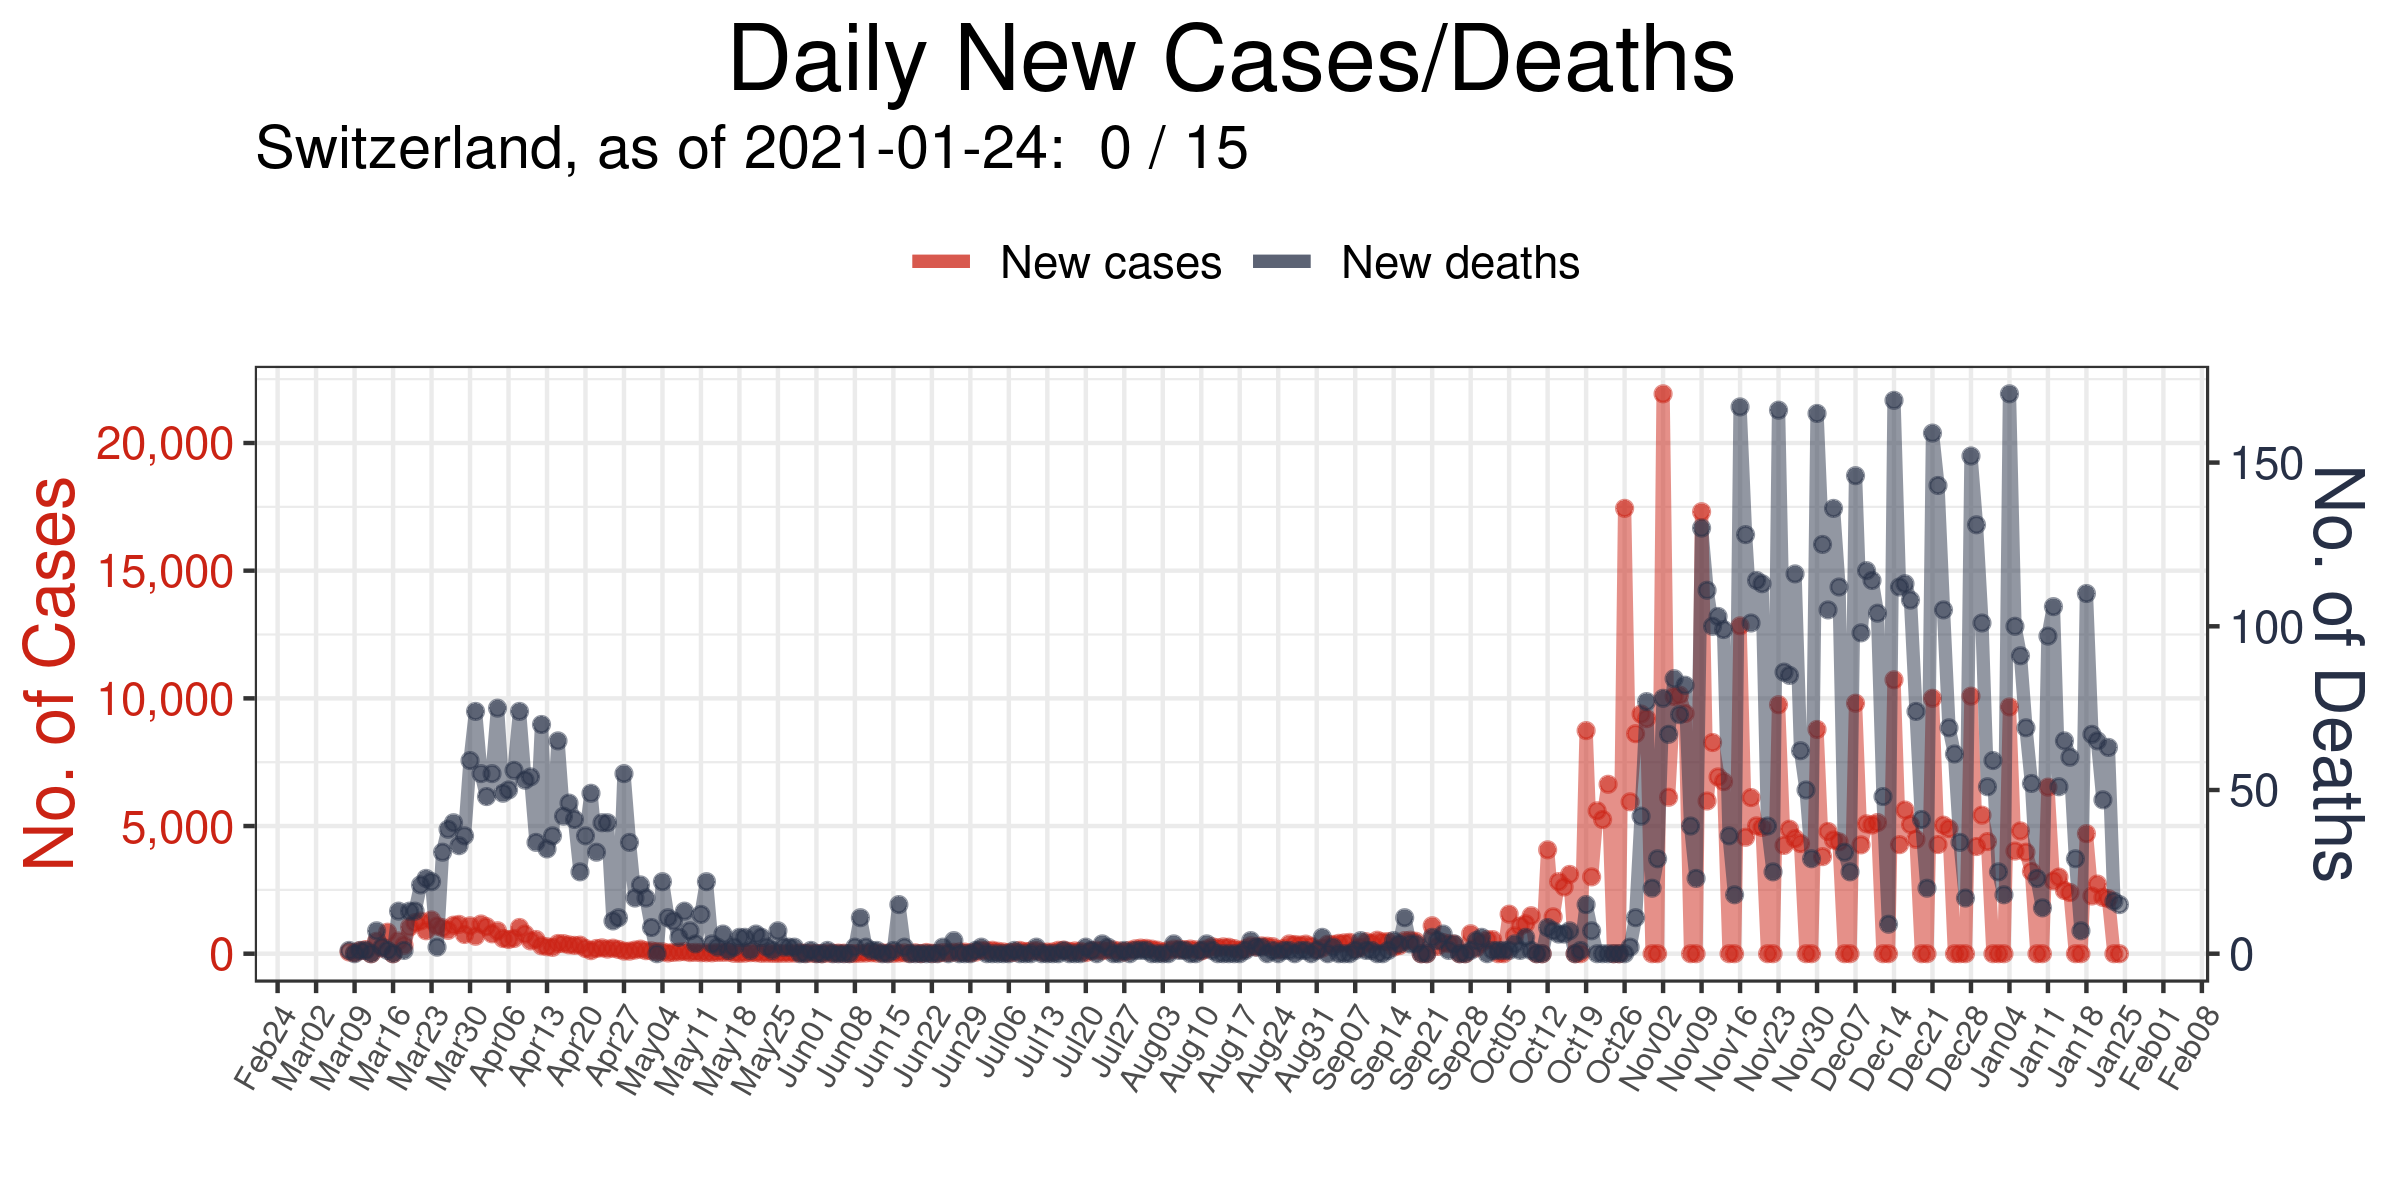 Daily New Cases/Deaths
Switzerland, as of 2021-01-24:  0 / 15
New cases New deaths
No. of Cases
20,000
15,000
10,000
5,000
0
150
100
50
0
No. of Deaths
Feb24 Mar02 Mar09 Mar16 Mar23 Mar30 Apr06 Apr13 Apr20 Apr27 May04 May11 May18 May25 Jun01 Jun08 Jun15 Jun22 Jun29 Jul06 Jul13 Jul20 Jul27 Aug03 Aug10 Aug17 Aug24 Aug31 Sep07 Sep14 Sep21 Sep28 Oct05 Oct12 Oct19 Oct26 Nov02 Nov09 Nov16 Nov23 Nov30 Nov07 Dec14 Dec21 Dec28 Dec04 Jan11 Jan18 Jan25 Feb01 Feb08